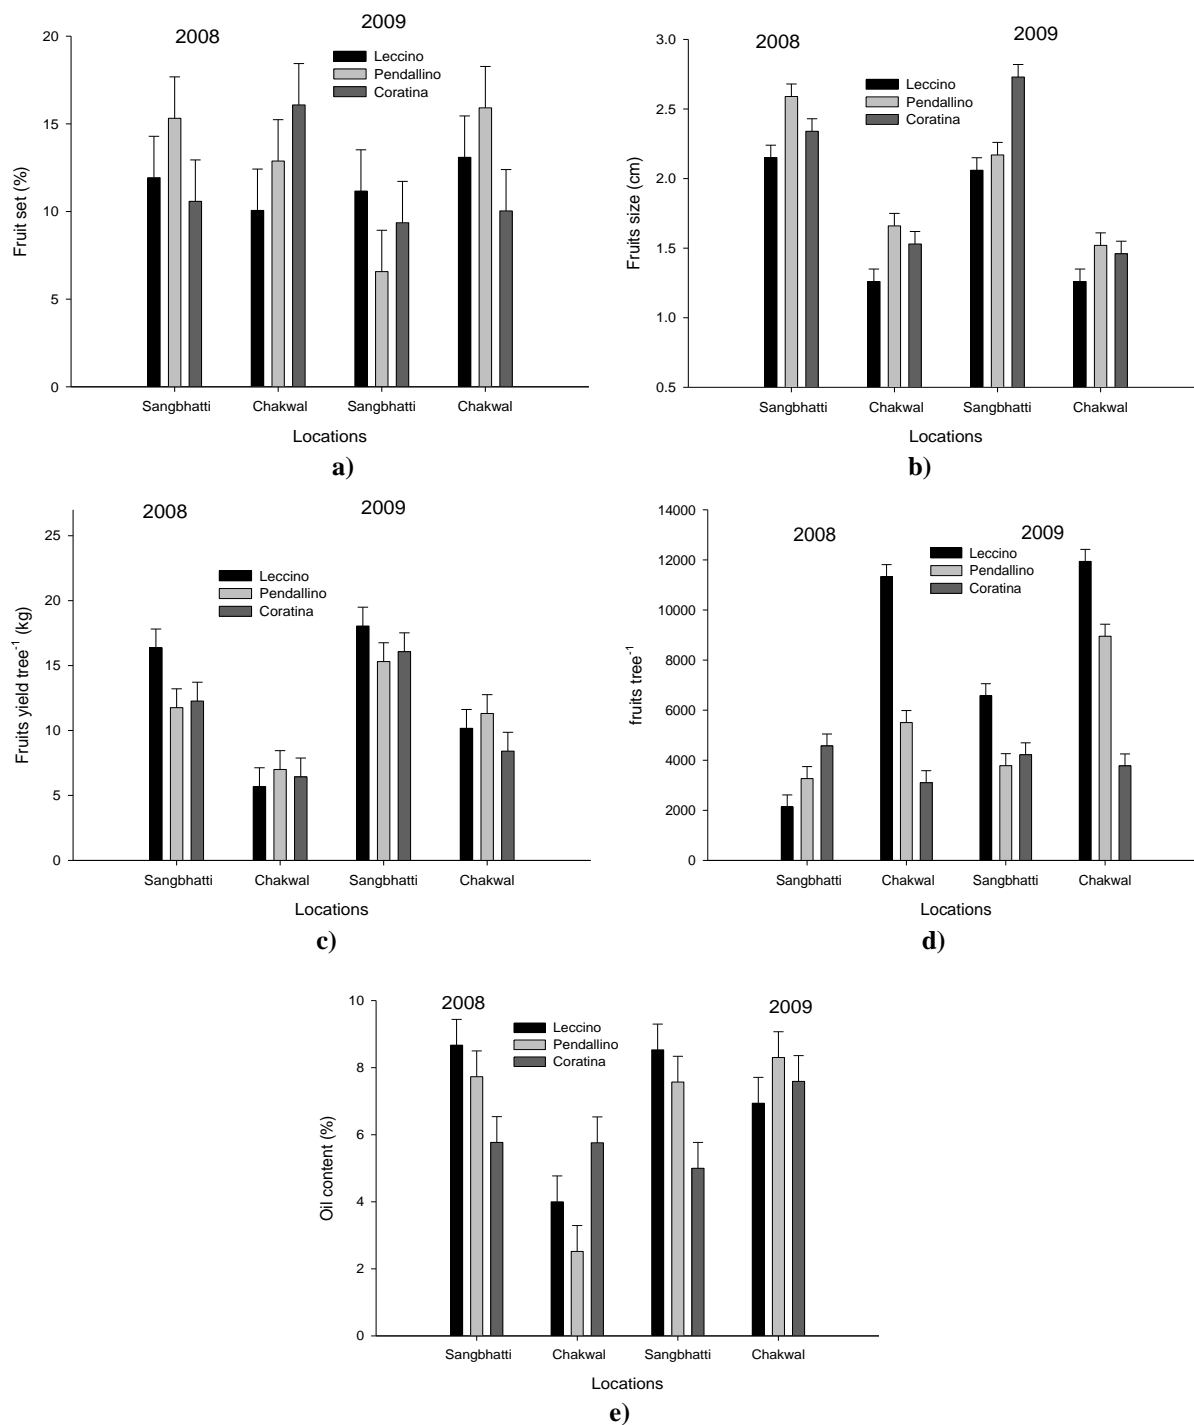 2008
2009
Leccino
Pendallino
Coratina
20
15
10
5
0
Fruit set (%)
Sangbhatti Chakwal Sangbhatti Chakwal
Locations
a)
2008
2009
Leccino
Pendallino
Coratina
3.0
2.5
2.0
1.5
1.0
0.5
Fruits size (cm)
Sangbhatti Chakwal Sangbhatti Chakwal
Locations
b)
2008
2009
Leccino
Pendallino
Coratina
25
20
15
10
5
0
Fruits yield tree⁻¹ (kg)
Sangbhatti Chakwal Sangbhatti Chakwal
Locations
c)
2008
2009
Leccino
Pendallino
Coratina
14000
12000
10000
8000
6000
4000
2000
0
fruits tree⁻¹
Sangbhatti Chakwal Sangbhatti Chakwal
Locations
d)
2008
2009
Leccino
Pendallino
Coratina
10
8
6
4
2
0
Oil content (%)
Sangbhatti Chakwal Sangbhatti Chakwal
Locations
e)